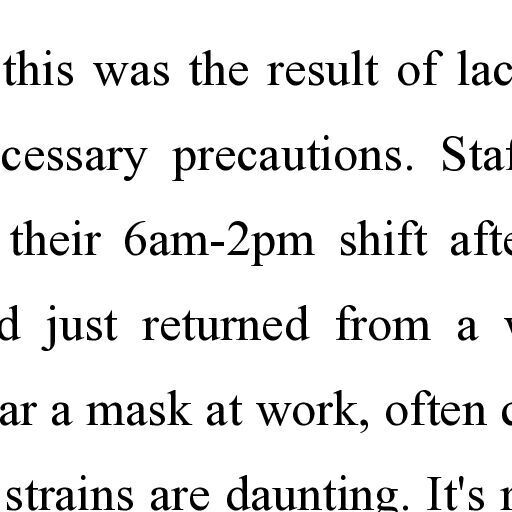 this was the result of lac
cessary precautions. Staf
their 6am-2pm shift afte
d just returned from a
ar a mask at work, often
strains are daunting. It's